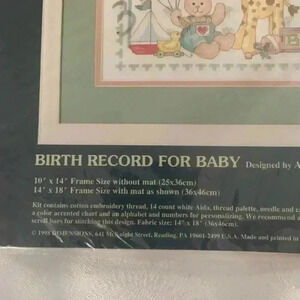 BIRTH RECORD FOR BABY Designed by A
10" x 14" Frame Size without mat (25x36cm)
14" x 18" Frame Size with mat as shown (36x46cm)
Kit contains cotton embroidery thread, 14 count white Aida, thread palette, needle and
a color accented chart and an alphabet and numbers for personalizing. We recommend
scroll bars for stitching this design. Fabric size: 14" x 18" (36x46cm).
DIMENSIONS, 641 McKnight Street, Reading, PA 19601-2499 U.S.A. Made and printed in